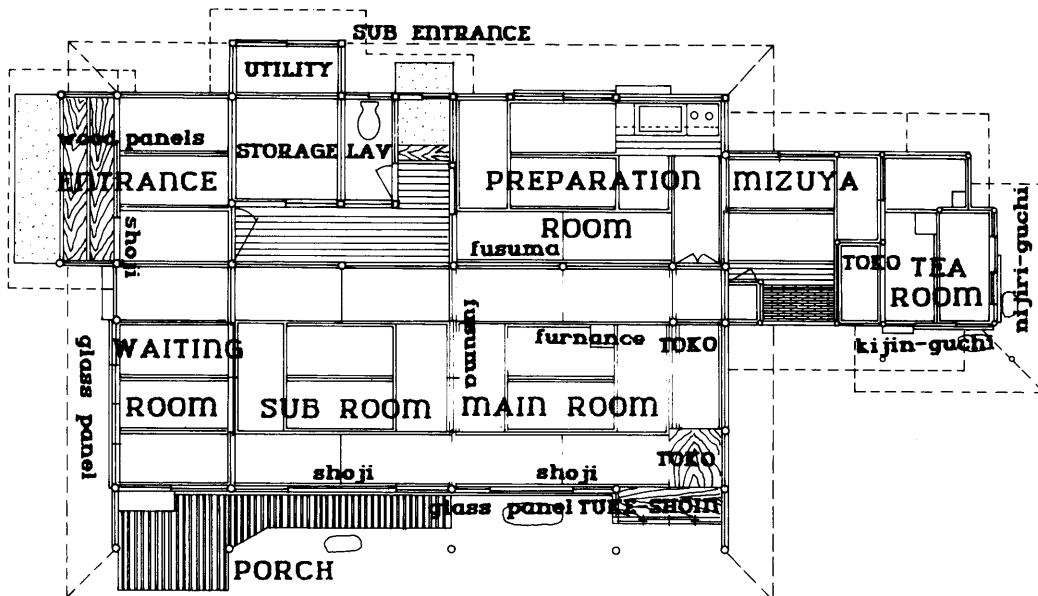 SUB ENTRANCE
UTILITY
wood panels
STORAGE LAV
ENTRANCE
PREPARATION
MIZUYA
shoji
ROOM
fusuma
TOKO
TEA
ROOM
nijiri-guchi
glass panel
WAITING
fusuma
furnance
TOKO
kijin-guchi
ROOM
SUB ROOM
MAIN ROOM
shoji
shoji
TOKO
glass panel
TUKE-SHOIN
PORCH